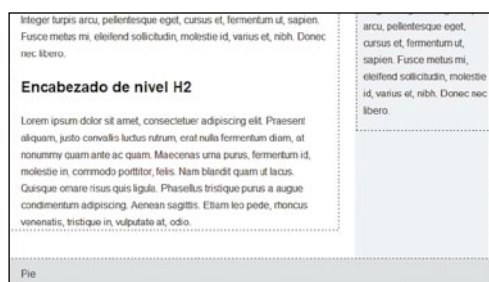 Integer turpis arcu, pellentesque eget, cursus et, fermentum ut, sapien.
Fusce metus mi, eleifend sollicitudin, molestie id, varius et, nibh. Donec
nec libero.
Encabezado de nivel H2
Lorem ipsum dolor sit amet, consectetuer adipiscing elit. Praesent
aliquam, justo convallis luctus rutrum, erat nulla fermentum diam, at
nonummy quam ante ac quam. Maecenas urna purus, fermentum id,
molestie in, commodo porttitor, felis. Nam blandit quam ut lacus.
Quisque ornare risus quis ligula. Phasellus tristique purus a augue
condimentum adipiscing. Aenean sagittis. Etiam leo pede, rhoncus
venenatis, tristique in, vulputate at, odio.
arcu, pellentesque eget,
cursus et, fermentum ut,
sapien. Fusce metus mi,
eleifend sollicitudin, molestie
id, varius et, nibh. Donec nec
libero.
Pie